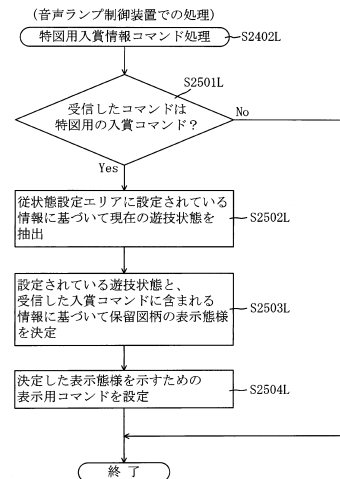 (音声ランプ制御装置での処理)
特図用入賞情報コマンド処理
S2402L
S2501L
受信したコマンドは
特図用の入賞コマンド?
No
Yes
従状態設定エリアに設定されている
情報に基づいて現在の遊技状態を
抽出
S2502L
設定されている遊技状態と、
受信した入賞コマンドに含まれる
情報に基づいて保留図柄の表示態様
を決定
S2503L
決定した表示態様を示すための
表示用コマンドを設定
S2504L
終了